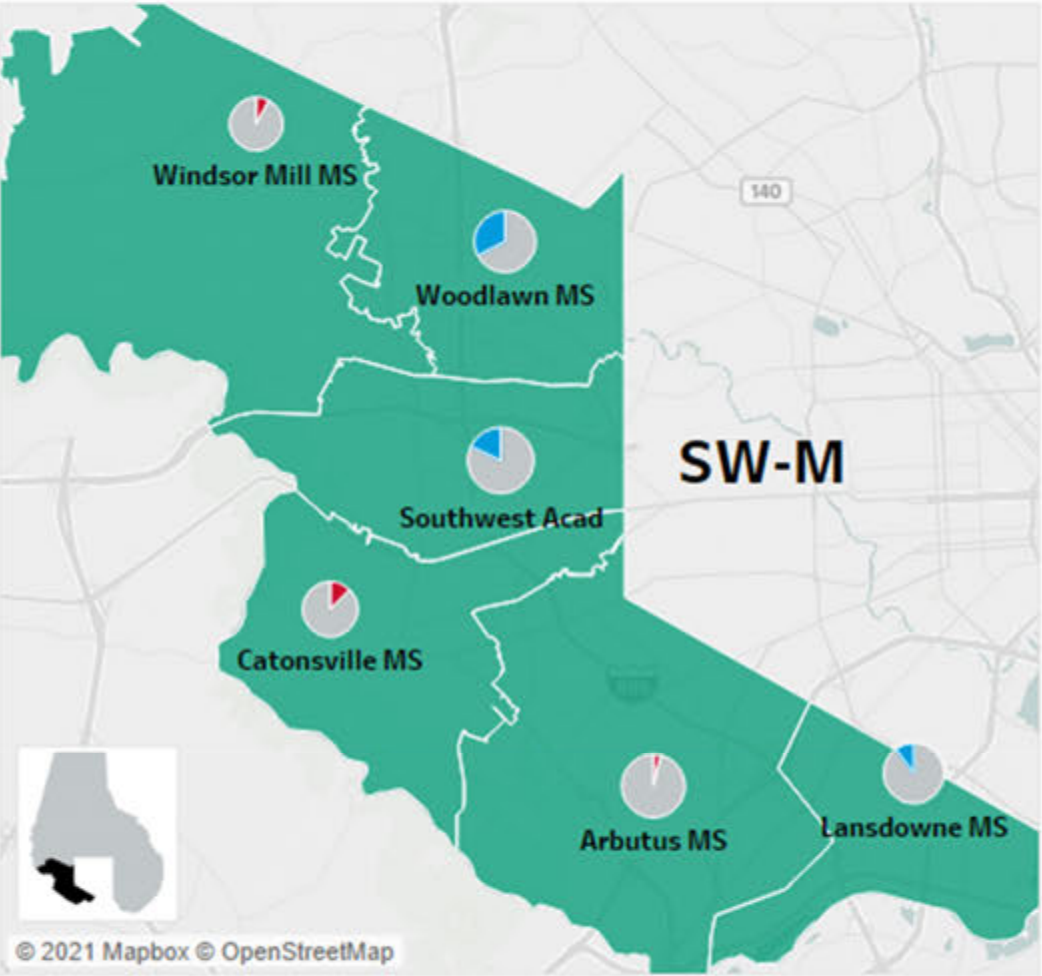 Windsor Mill MS
140
Woodlawn MS
SW-M
Southwest Acad
Catonsville MS
Arbutus MS
Lansdowne MS
© 2021 Mapbox © OpenStreetMap